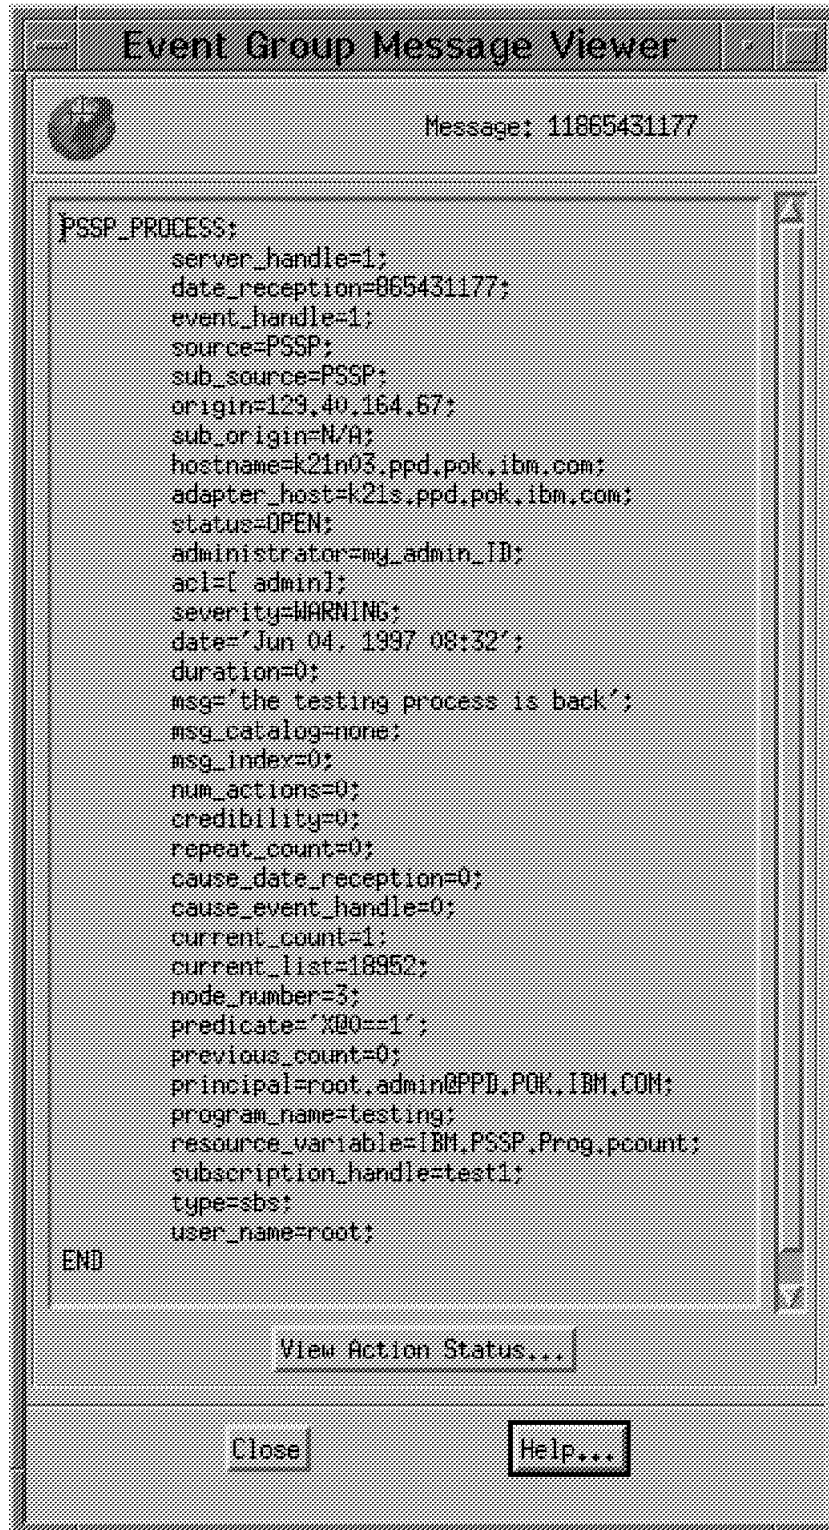 Event Group Message Viewer
Message: 11865431177
PSSP_PROCESS;
server_handle=1;
date_reception=865431177;
event_handle=1;
source=PSSP;
sub_source=PSSP;
origin=129.40.164.67;
sub_origin=N/A;
hostname=k21n03.ppd.pok.ibm.com;
adapter_host=k21s.ppd.pok.ibm.com;
status=OPEN;
administrator=my_admin_ID;
acl=[ admin];
severity=WARNING;
date='Jun 04, 1997 08:32';
duration=0;
msg='the testing process is back';
msg_catalog=none;
msg_index=0;
num_actions=0;
credibility=0;
repeat_count=0;
cause_date_reception=0;
cause_event_handle=0;
current_count=1;
current_list=18952;
node_number=3;
predicate='X@0==1';
previous_count=0;
principal=root.admin@PPD.POK.IBM.COM;
program_name=testing;
resource_variable=IBM.PSSP.Prog.pcount;
subscription_handle=test1;
type=sbs;
user_name=root;
END
View Action Status...
Close
Help...